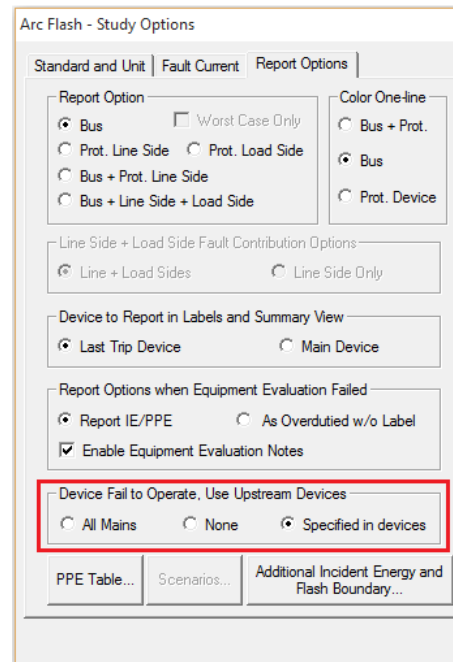 Arc Flash - Study Options
Standard and Unit Fault Current Report Options
Report Option
Bus Worst Case Only
Prot. Line Side Prot. Load Side
Bus + Prot. Line Side
Bus + Line Side + Load Side
Color One-line
Bus + Prot.
Bus
Prot. Device
Line Side + Load Side Fault Contribution Options
Line + Load Sides Line Side Only
Device to Report in Labels and Summary View
Last Trip Device Main Device
Report Options when Equipment Evaluation Failed
Report IE/PPE As Overdutied w/o Label
Enable Equipment Evaluation Notes
Device Fail to Operate, Use Upstream Devices
All Mains None Specified in devices
PPE Table... Scenarios... Additional Incident Energy and
Flash Boundary...